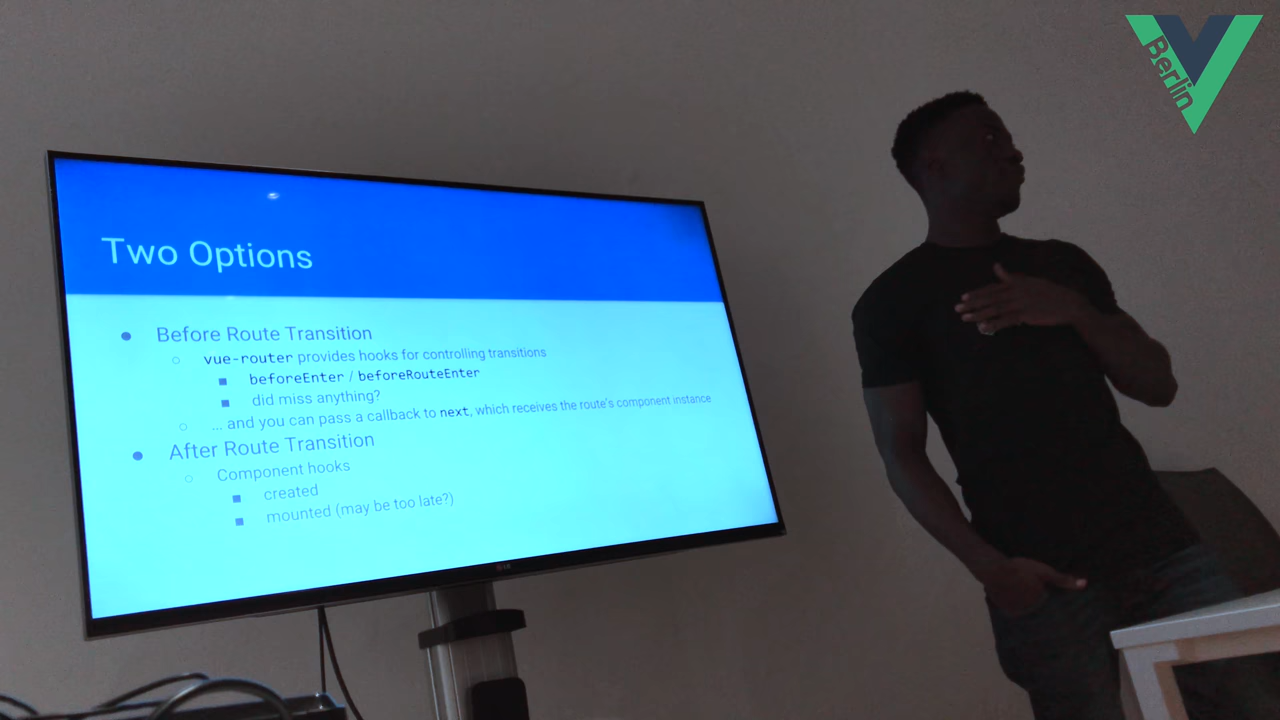 Berlin
Two Options
Before Route Transition
vue-router provides hooks for controlling transitions
beforeEnter / beforeRouteEnter
did miss anything?
... and you can pass a callback to next, which receives the route's component instance
After Route Transition
Component hooks
created
mounted (may be too late?)
LG